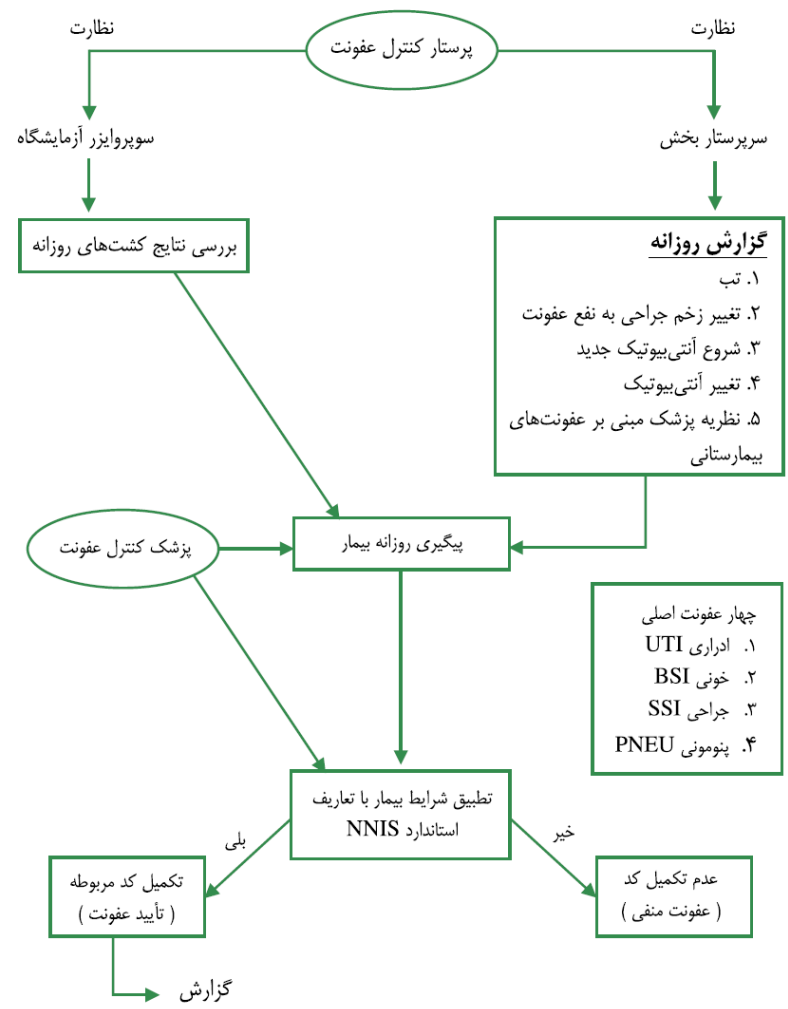 نظارت
پرستار کنترل عفونت
نظارت
سرپرستار بخش
سوپروایزر آزمایشگاه
گزارش روزانه
۱. تب
۲. تغییر زخم جراحی به نفع عفونت
۳. شروع آنتی‌بیوتیک جدید
۴. تغییر آنتی‌بیوتیک
۵. نظریه پزشک مبنی بر عفونت‌های
بیمارستانی
بررسی نتایج کشت‌های روزانه
پیگیری روزانه بیمار
پزشک کنترل عفونت
چهار عفونت اصلی
۱. ادراری UTI
۲. خونی BSI
۳. جراحی SSI
۴. پنومونی PNEU
تطبیق شرایط بیمار با تعاریف
استاندارد NNIS
خیر
بلی
عدم تکمیل کد
( عفونت منفی )
تکمیل کد مربوطه
( تأیید عفونت )
گزارش